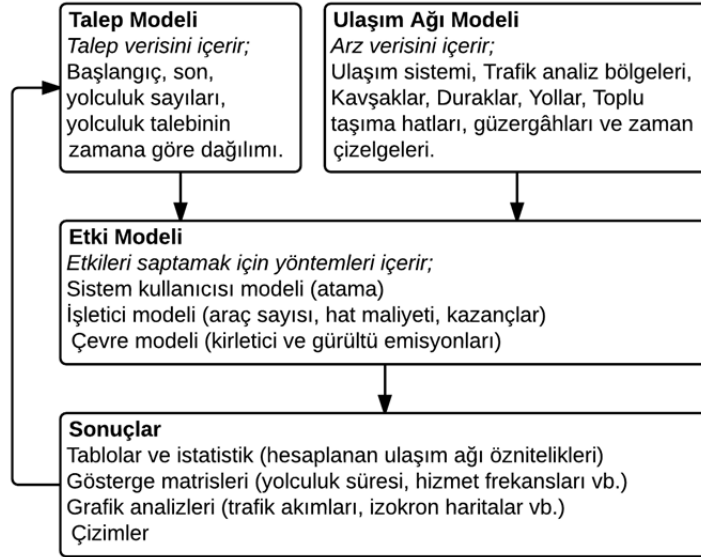 Talep Modeli
Talep verisini içerir;
Başlangıç, son,
yolculuk sayıları,
yolculuk talebinin
zamana göre dağılımı.
Ulaşım Ağı Modeli
Arz verisini içerir;
Ulaşım sistemi, Trafik analiz bölgeleri,
Kavşaklar, Duraklar, Yollar, Toplu
taşıma hatları, güzergâhları ve zaman
çizelgeleri.
Etki Modeli
Etkileri saptamak için yöntemleri içerir;
Sistem kullanıcısı modeli (atama)
İşletici modeli (araç sayısı, hat maliyeti, kazançlar)
Çevre modeli (kirletici ve gürültü emisyonları)
Sonuçlar
Tablolar ve istatistik (hesaplanan ulaşım ağı öznitelikleri)
Gösterge matrisleri (yolculuk süresi, hizmet frekansları vb.)
Grafik analizleri (trafik akımları, izokron haritalar vb.)
Çizimler